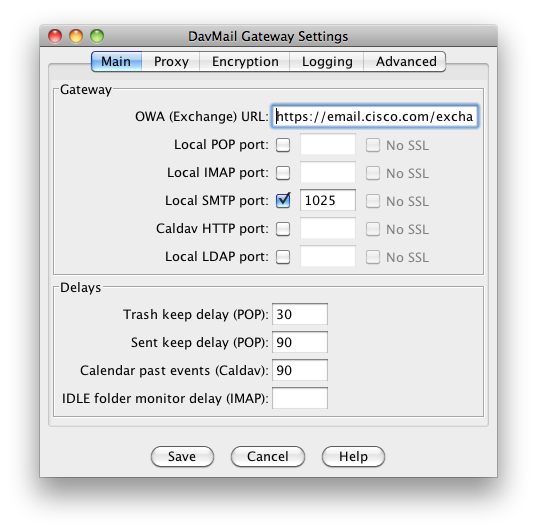 DavMail Gateway Settings
Main Proxy Encryption Logging Advanced
Gateway
OWA (Exchange) URL: https://email.cisco.com/excha
Local POP port: No SSL
Local IMAP port: No SSL
Local SMTP port: 1025 No SSL
Caldav HTTP port: No SSL
Local LDAP port: No SSL
Delays
Trash keep delay (POP): 30
Sent keep delay (POP): 90
Calendar past events (Caldav): 90
IDLE folder monitor delay (IMAP):
Save Cancel Help